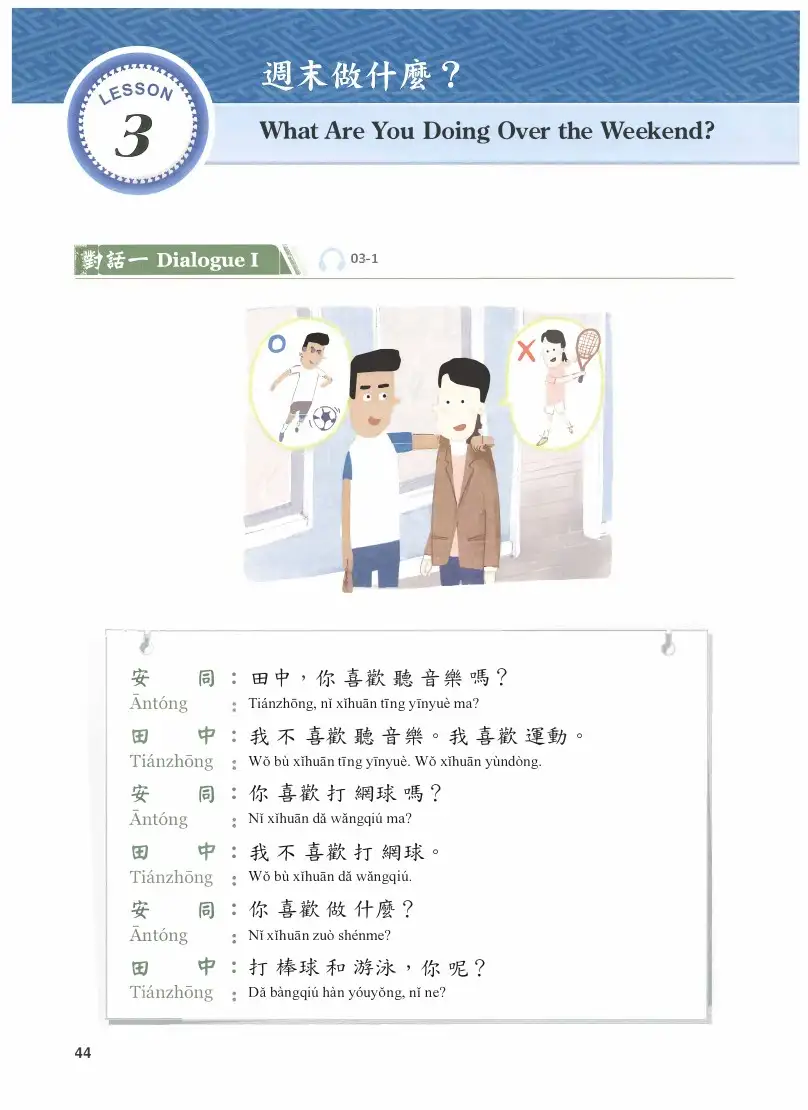 LESSON
3
週末做什麼？
What Are You Doing Over the Weekend?
對話一 Dialogue I
03-1
O
X
安同：田中，你喜歡聽音樂嗎？
Āntóng : Tiánzhōng, nǐ xǐhuān tīng yīnyuè ma?
田中：我不喜歡聽音樂。我喜歡運動。
Tiánzhōng : Wǒ bù xǐhuān tīng yīnyuè. Wǒ xǐhuān yùndòng.
安同：你喜歡打網球嗎？
Āntóng : Nǐ xǐhuān dǎ wǎngqiú ma?
田中：我不喜歡打網球。
Tiánzhōng : Wǒ bù xǐhuān dǎ wǎngqiú.
安同：你喜歡做什麼？
Āntóng : Nǐ xǐhuān zuò shénme?
田中：打棒球和游泳，你呢？
Tiánzhōng : Dǎ bàngqiú hàn yóuyǒng, nǐ ne?
44